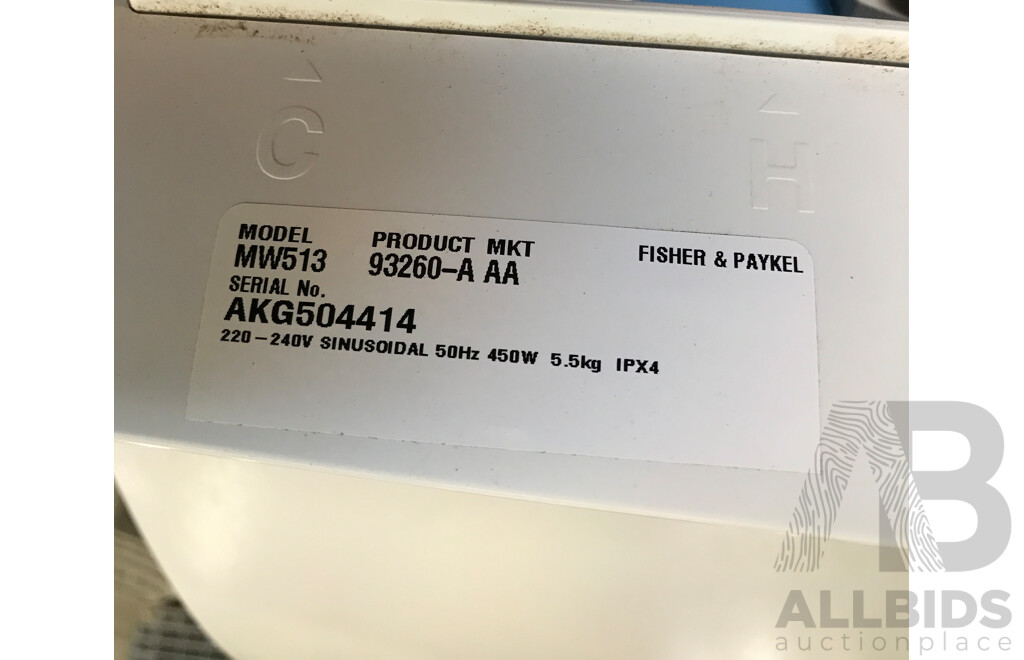 C H
MODEL PRODUCT MKT FISHER & PAYKEL
MW513 93260-A AA
SERIAL No.
AKG504414
220-240V SINUSOIDAL 50Hz 450W 5.5kg IPX4
AB
ALLBIDS
auctionplace